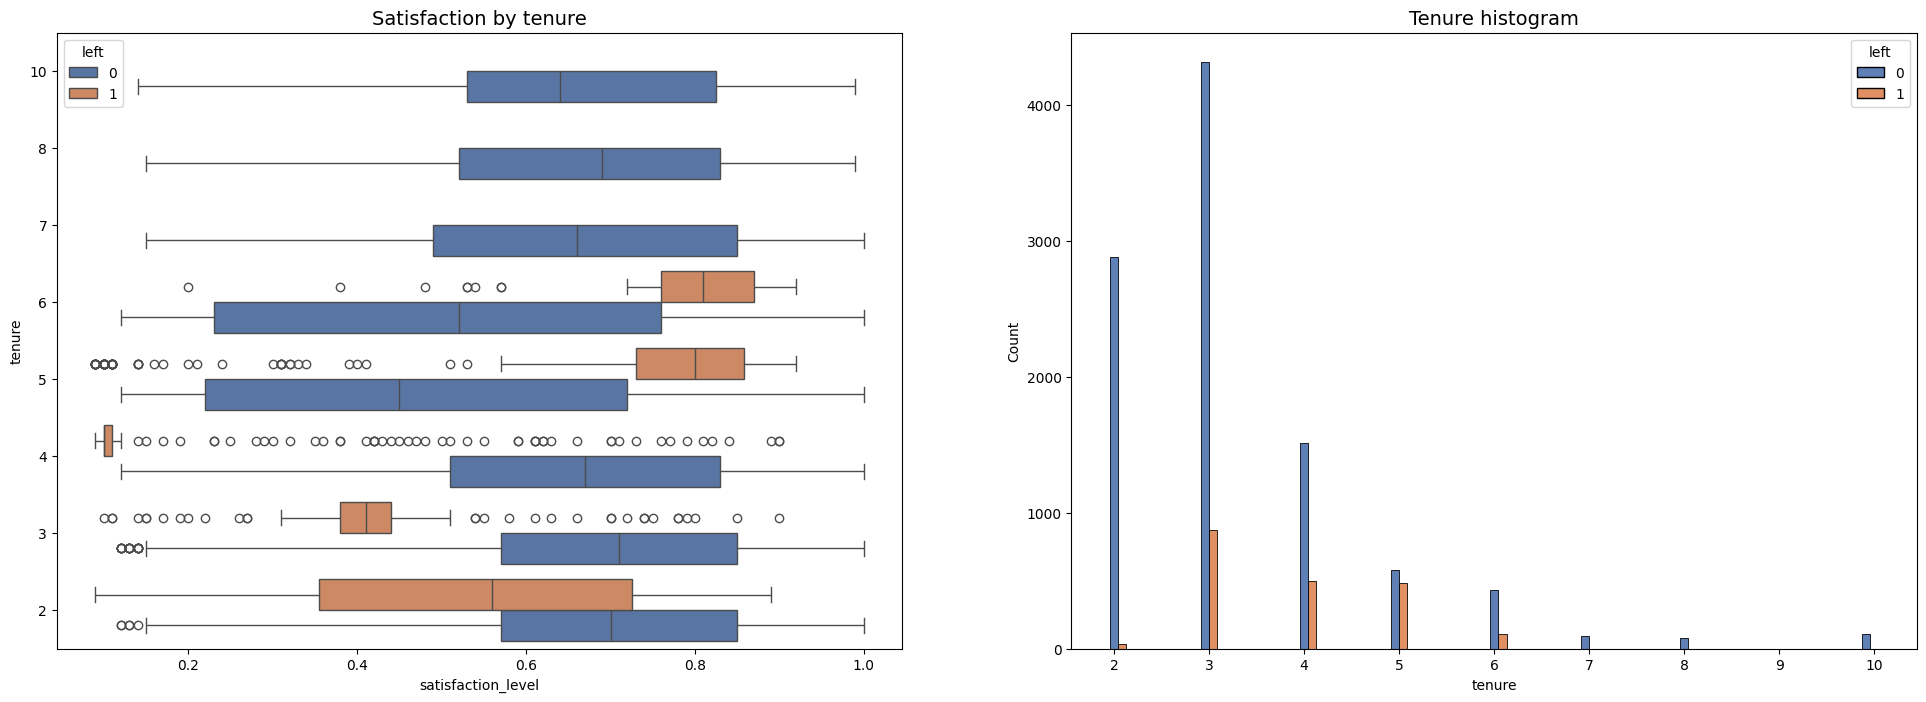 Satisfaction by tenure
left
0
1
10
8
7
6
5
4
3
2
tenure
0.2 0.4 0.6 0.8 1.0
satisfaction_level
Tenure histogram
left
0
1
4000
3000
2000
1000
0
Count
2 3 4 5 6 7 8 9 10
tenure